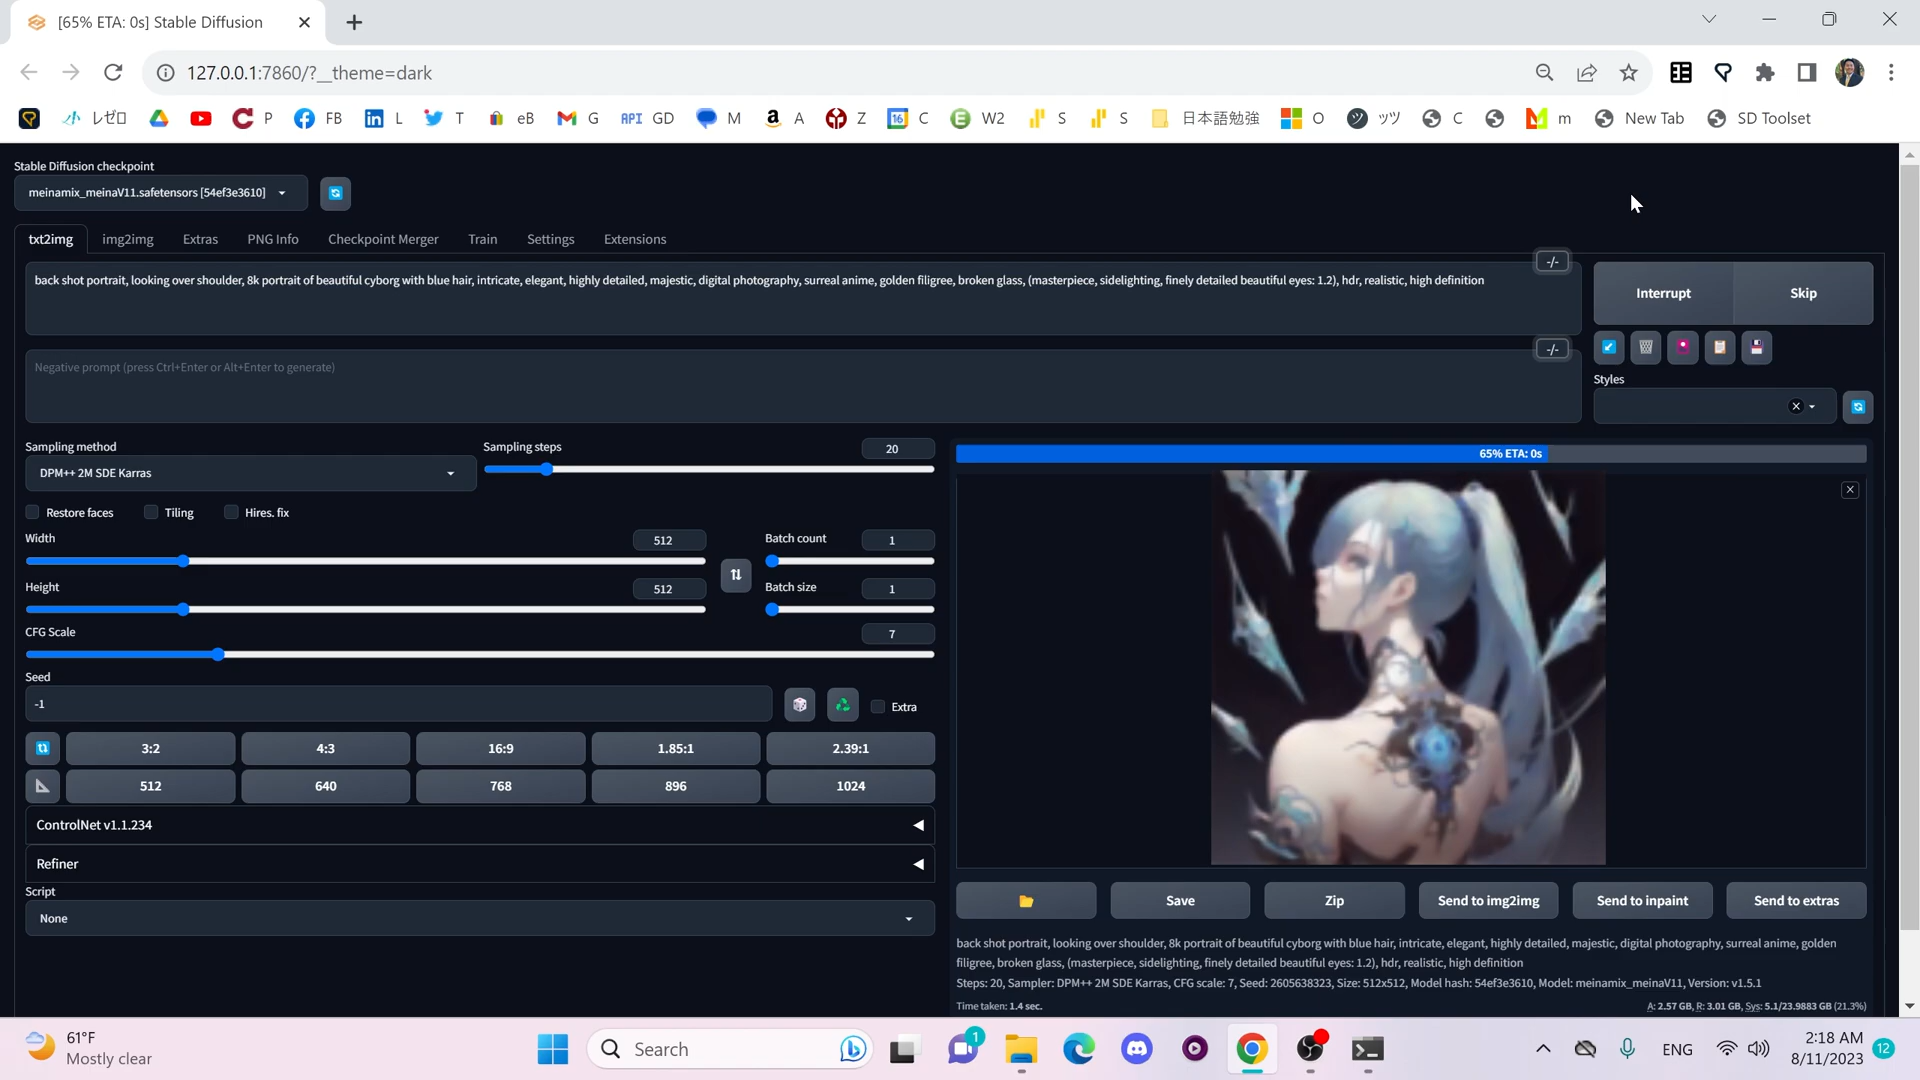 [65% ETA: 0s] Stable Diffusion
127.0.0.1:7860/?__theme=dark
レゼロ P FB L T eB G API GD M A Z 16 C W2 S S 日本語勉強 O ッツ C m New Tab SD Toolset
Stable Diffusion checkpoint
meinamix_meinaV11.safetensors [54ef3e3610]
txt2img img2img Extras PNG Info Checkpoint Merger Train Settings Extensions
-/-
back shot portrait, looking over shoulder, 8k portrait of beautiful cyborg with blue hair, intricate, elegant, highly detailed, majestic, digital photography, surreal anime, golden filigree, broken glass, (masterpiece, sidelighting, finely detailed beautiful eyes: 1.2), hdr, realistic, high definition
Interrupt Skip
-/-
Negative prompt (press Ctrl+Enter or Alt+Enter to generate)
Styles
Sampling method
DPM++ 2M SDE Karras
Sampling steps 20
Restore faces Tiling Hires. fix
Width 512
Batch count 1
Height 512
Batch size 1
CFG Scale 7
Seed
-1
Extra
3:2 4:3 16:9 1.85:1 2.39:1
512 640 768 896 1024
ControlNet v1.1.234
Refiner
Script
None
65% ETA: 0s
Save Zip Send to img2img Send to inpaint Send to extras
back shot portrait, looking over shoulder, 8k portrait of beautiful cyborg with blue hair, intricate, elegant, highly detailed, majestic, digital photography, surreal anime, golden
filigree, broken glass, (masterpiece, sidelighting, finely detailed beautiful eyes: 1.2), hdr, realistic, high definition
Steps: 20, Sampler: DPM++ 2M SDE Karras, CFG scale: 7, Seed: 2605638323, Size: 512x512, Model hash: 54ef3e3610, Model: meinamix_meinaV11, Version: v1.5.1
Time taken: 1.4 sec.
A: 2.57 GB, R: 3.01 GB, Sys: 5.1/23.9883 GB (21.3%)
61°F
Mostly clear
Search
1
ENG
2:18 AM
8/11/2023
12